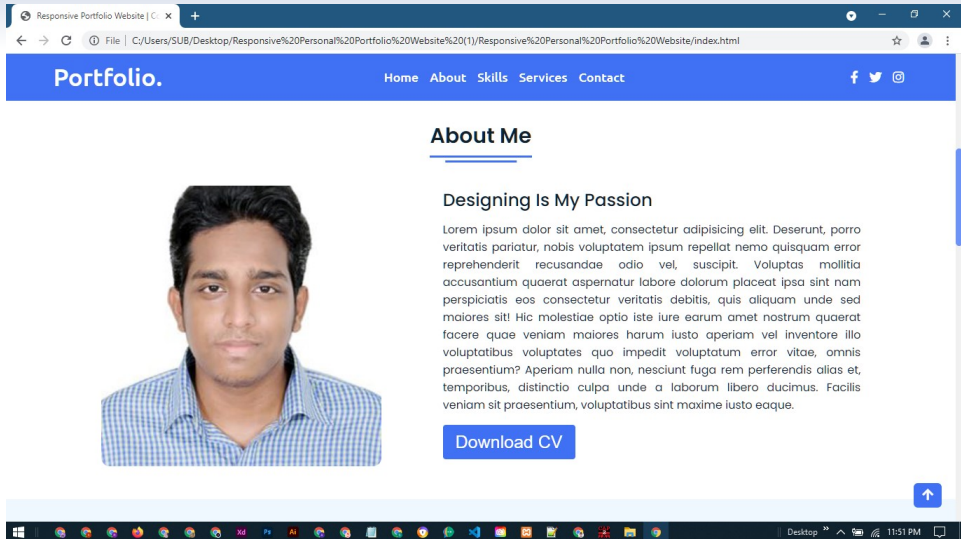 Responsive Portfolio Website | C
File | C:/Users/SUB/Desktop/Responsive%20Personal%20Portfolio%20Website%20(1)/Responsive%20Personal%20Portfolio%20Website/index.html
Portfolio. Home About Skills Services Contact
About Me
Designing Is My Passion
Lorem ipsum dolor sit amet, consectetur adipisicing elit. Deserunt, porro
veritatis pariatur, nobis voluptatem ipsum repellat nemo quisquam error
reprehenderit recusandae odio vel, suscipit. Voluptas mollitia
accusantium quaerat aspernatur labore dolorum placeat ipsa sint nam
perspiciatis eos consectetur veritatis debitis, quis aliquam unde sed
maiores sit! Hic molestiae optio iste iure earum amet nostrum quaerat
facere quae veniam maiores harum iusto aperiam vel inventore illo
voluptatibus voluptates quo impedit voluptatum error vitae, omnis
praesentium? Aperiam nulla non, nesciunt fuga rem perferendis alias et,
temporibus, distinctio culpa unde a laborum libero ducimus. Facilis
veniam sit praesentium, voluptatibus sint maxime iusto eaque.
Download CV
Xd Ps Ai Desktop 11:51 PM